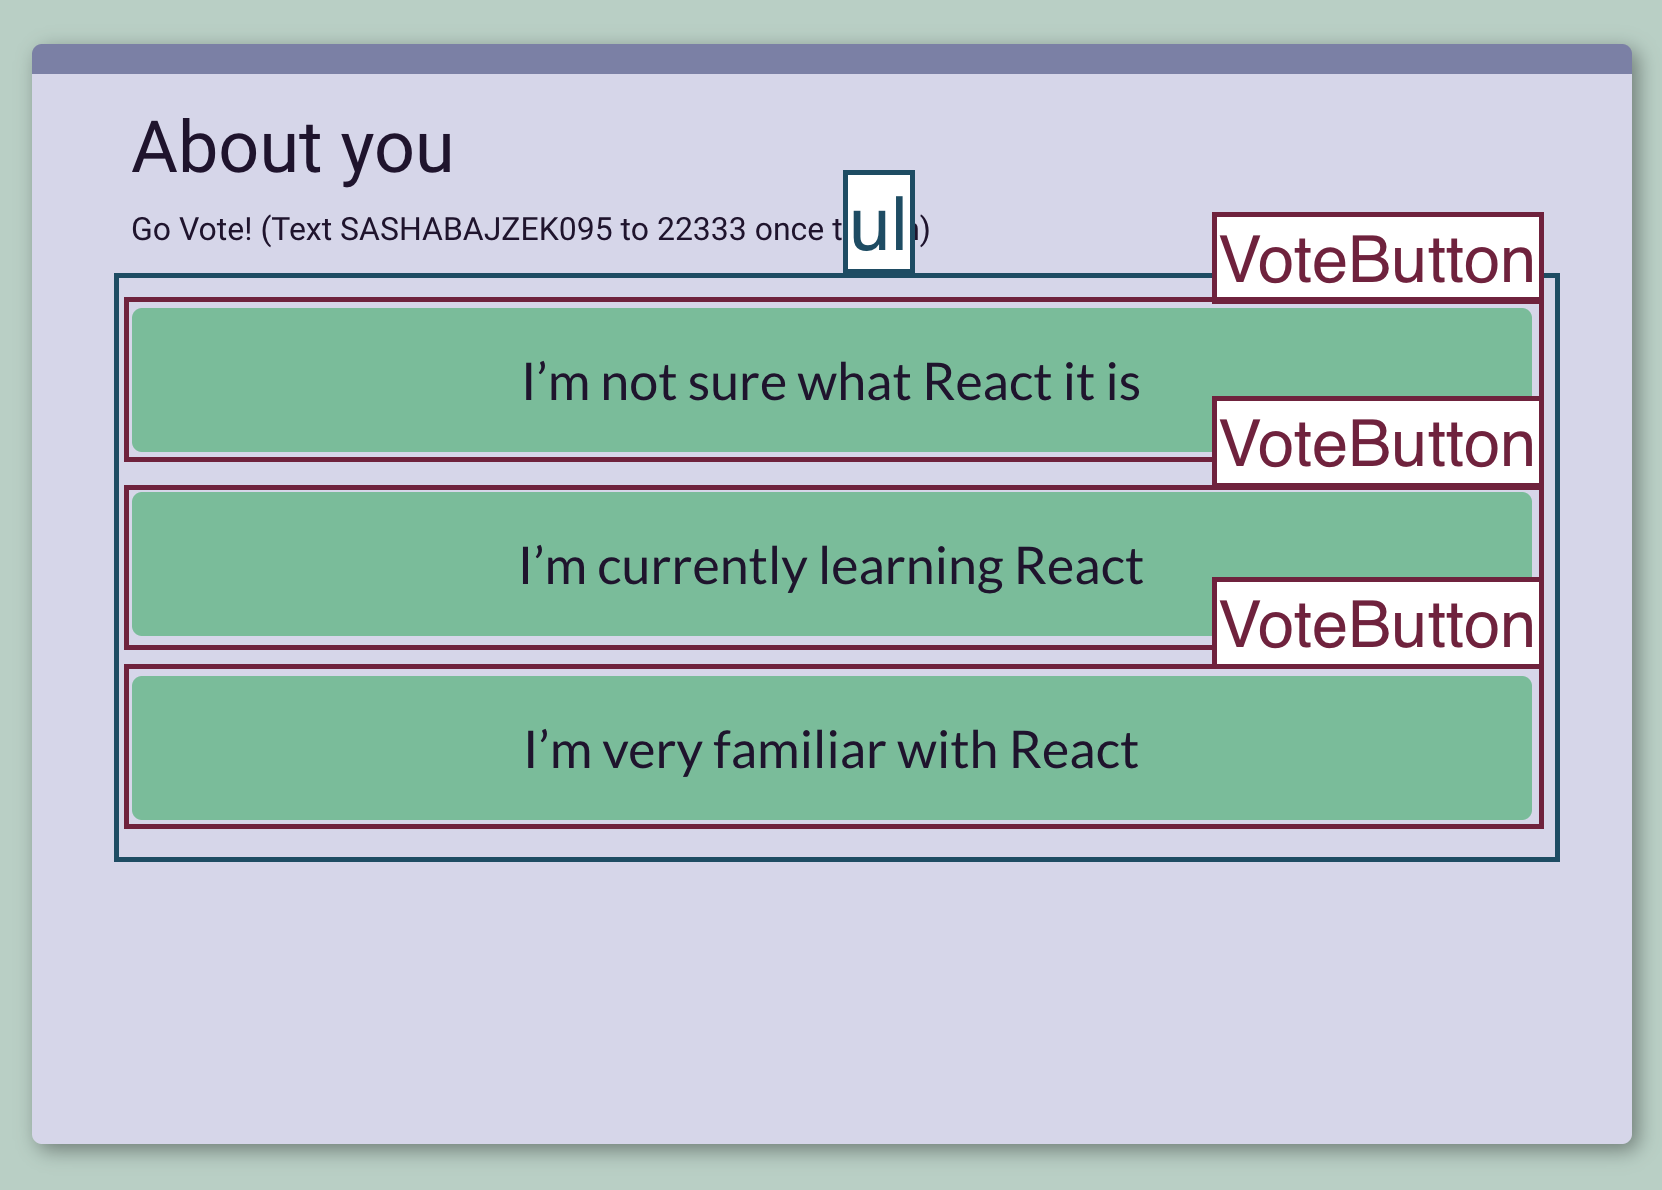 About you
Go Vote! (Text SASHABAJZEK095 to 22333 once
ul
VoteButton
I’m not sure what React it is
VoteButton
I’m currently learning React
VoteButton
I’m very familiar with React